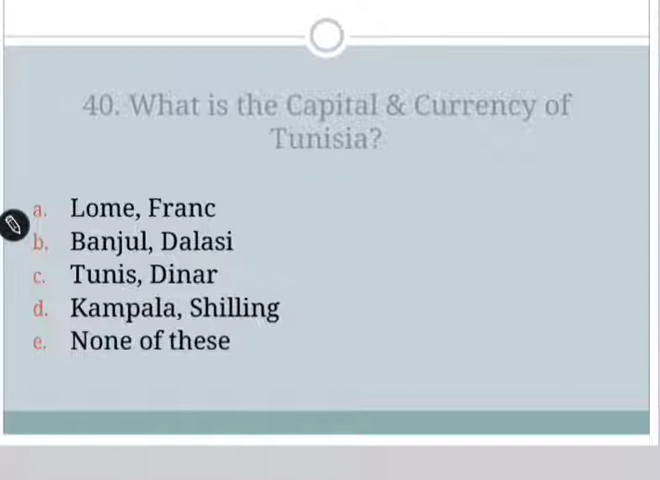 40. What is the Capital & Currency of
Tunisia?
a. Lome, Franc
b. Banjul, Dalasi
c. Tunis, Dinar
d. Kampala, Shilling
e. None of these